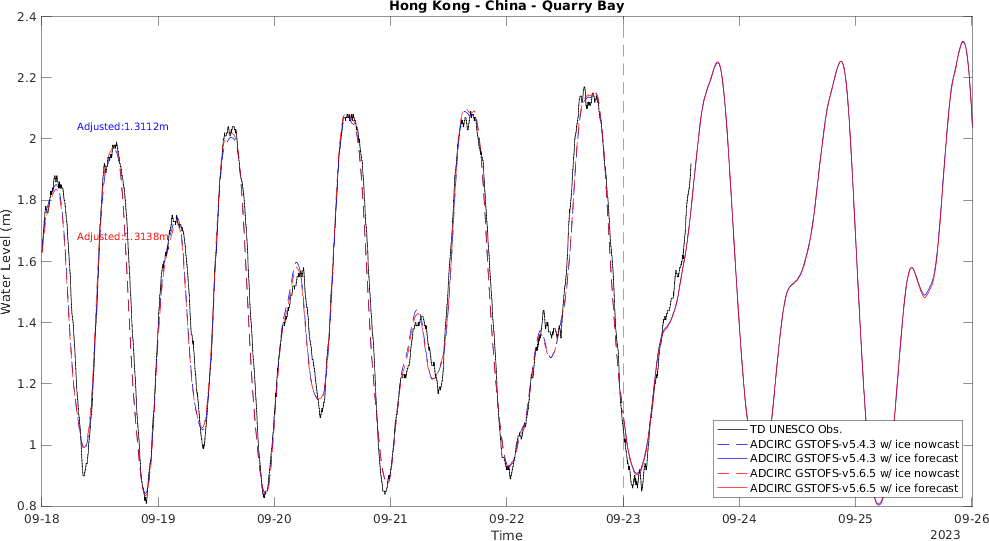 Hong Kong - China - Quarry Bay
2.4
2.2
2
1.8
1.6
1.4
1.2
1
0.8
Water Level (m)
Adjusted:1.3112m
Adjusted:1.3138m
TD UNESCO Obs.
ADCIRC GSTOFS-v5.4.3 w/ ice nowcast
ADCIRC GSTOFS-v5.4.3 w/ ice forecast
ADCIRC GSTOFS-v5.6.5 w/ ice nowcast
ADCIRC GSTOFS-v5.6.5 w/ ice forecast
09-18 09-19 09-20 09-21 09-22 09-23 09-24 09-25 09-26
Time
2023